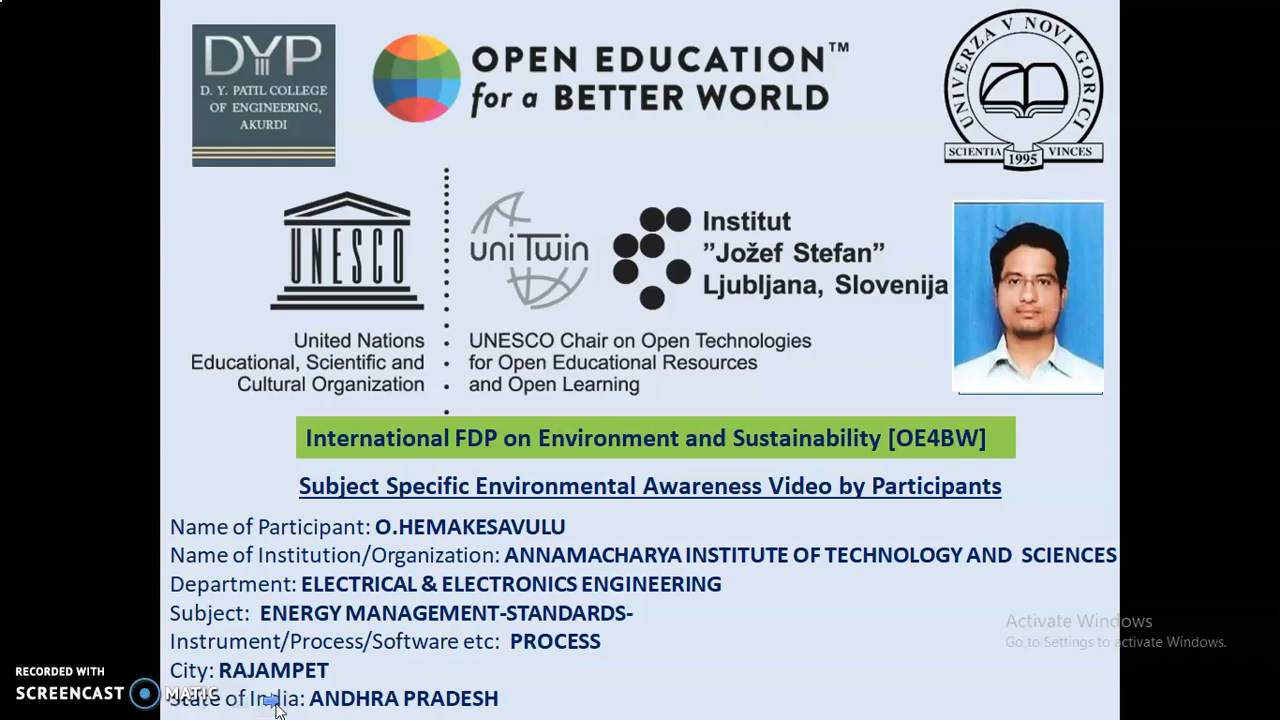 DYP
D. Y. PATIL COLLEGE
OF ENGINEERING,
AKURDI
OPEN EDUCATION™
for a BETTER WORLD
UNIVERZA V NOVI GORICI
SCIENTIA 1995 VINCES
UNESCO
United Nations
Educational, Scientific and
Cultural Organization
uniTwin
Institut
”Jožef Stefan”
Ljubljana, Slovenija
UNESCO Chair on Open Technologies
for Open Educational Resources
and Open Learning
International FDP on Environment and Sustainability [OE4BW]
Subject Specific Environmental Awareness Video by Participants
Name of Participant: O.HEMAKESAVULU
Name of Institution/Organization: ANNAMACHARYA INSTITUTE OF TECHNOLOGY AND SCIENCES
Department: ELECTRICAL & ELECTRONICS ENGINEERING
Subject: ENERGY MANAGEMENT-STANDARDS-
Instrument/Process/Software etc: PROCESS
City: RAJAMPET
State of India: ANDHRA PRADESH
Activate Windows
Go to Settings to activate Windows.
RECORDED WITH
SCREENCAST MATIC